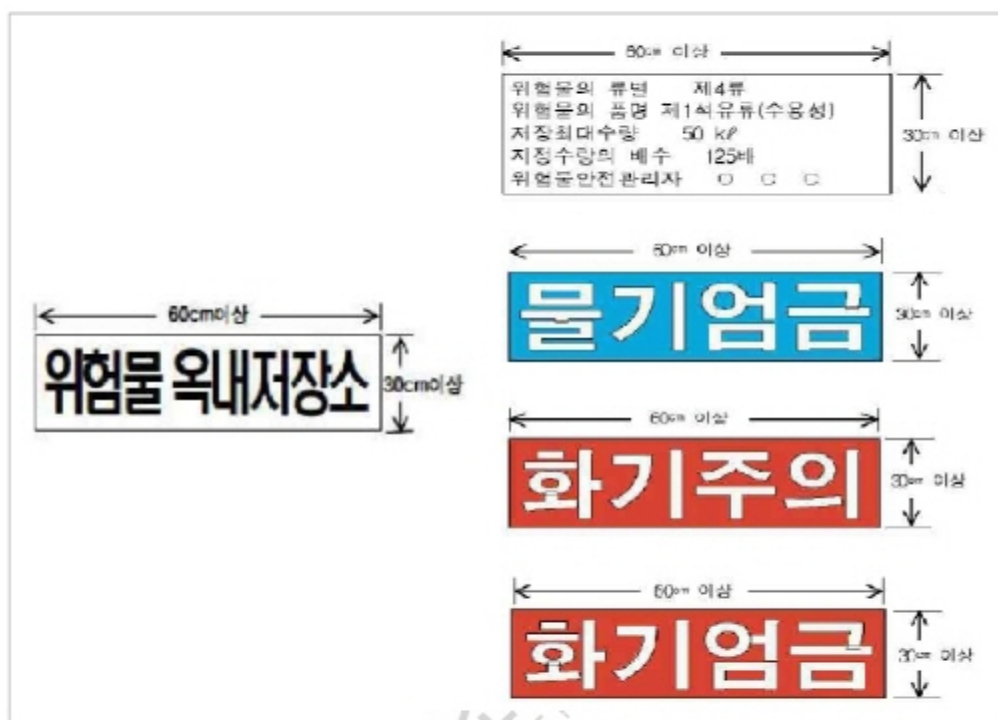 60cm이상
위험물 옥내저장소
30cm이상
60cm 이상
위험물의 류별 제4류
위험물의 품명 제1석유류(수용성)
저장최대수량 50 ㎘
지정수량의 배수 125배
위험물안전관리자 ○ ○ ○
30cm 이상
60cm 이상
물기엄금
30cm 이상
60cm 이상
화기주의
30cm 이상
60cm 이상
화기엄금
30cm 이상